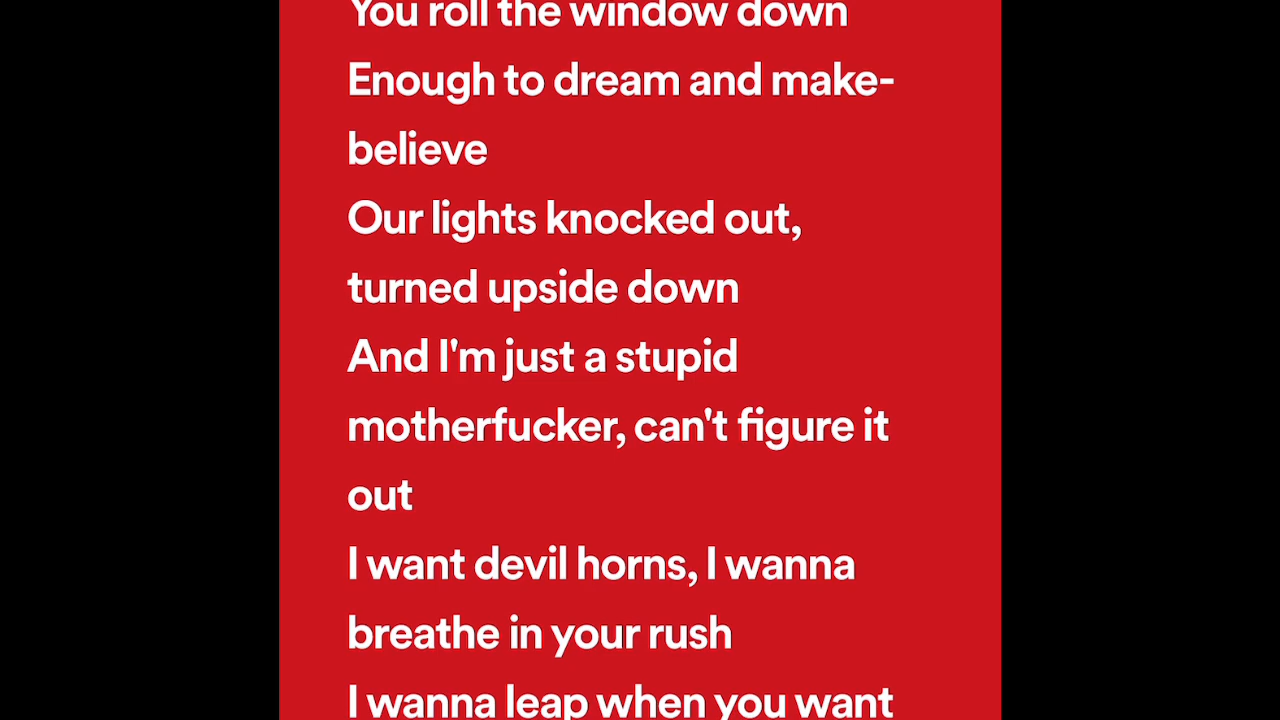 You roll the window down
Enough to dream and make-
believe
Our lights knocked out,
turned upside down
And I'm just a stupid
motherfucker, can't figure it
out
I want devil horns, I wanna
breathe in your rush
I wanna leap when you want